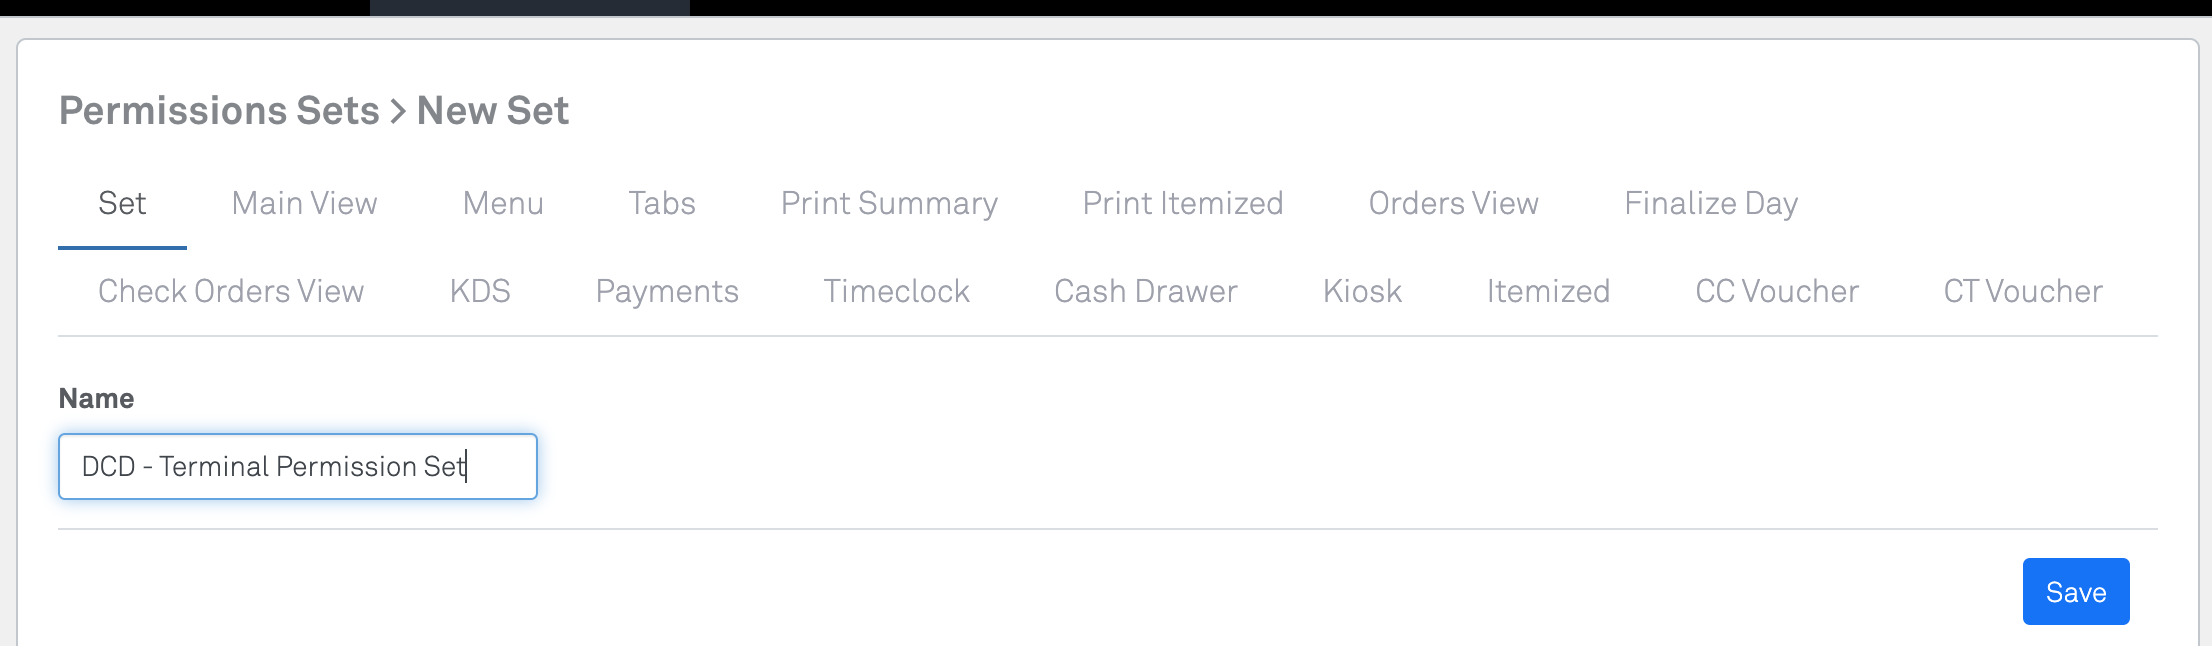 Permissions Sets > New Set
Set Main View Menu Tabs Print Summary Print Itemized Orders View Finalize Day
Check Orders View KDS Payments Timeclock Cash Drawer Kiosk Itemized CC Voucher CT Voucher
Name
DCD - Terminal Permission Set
Save